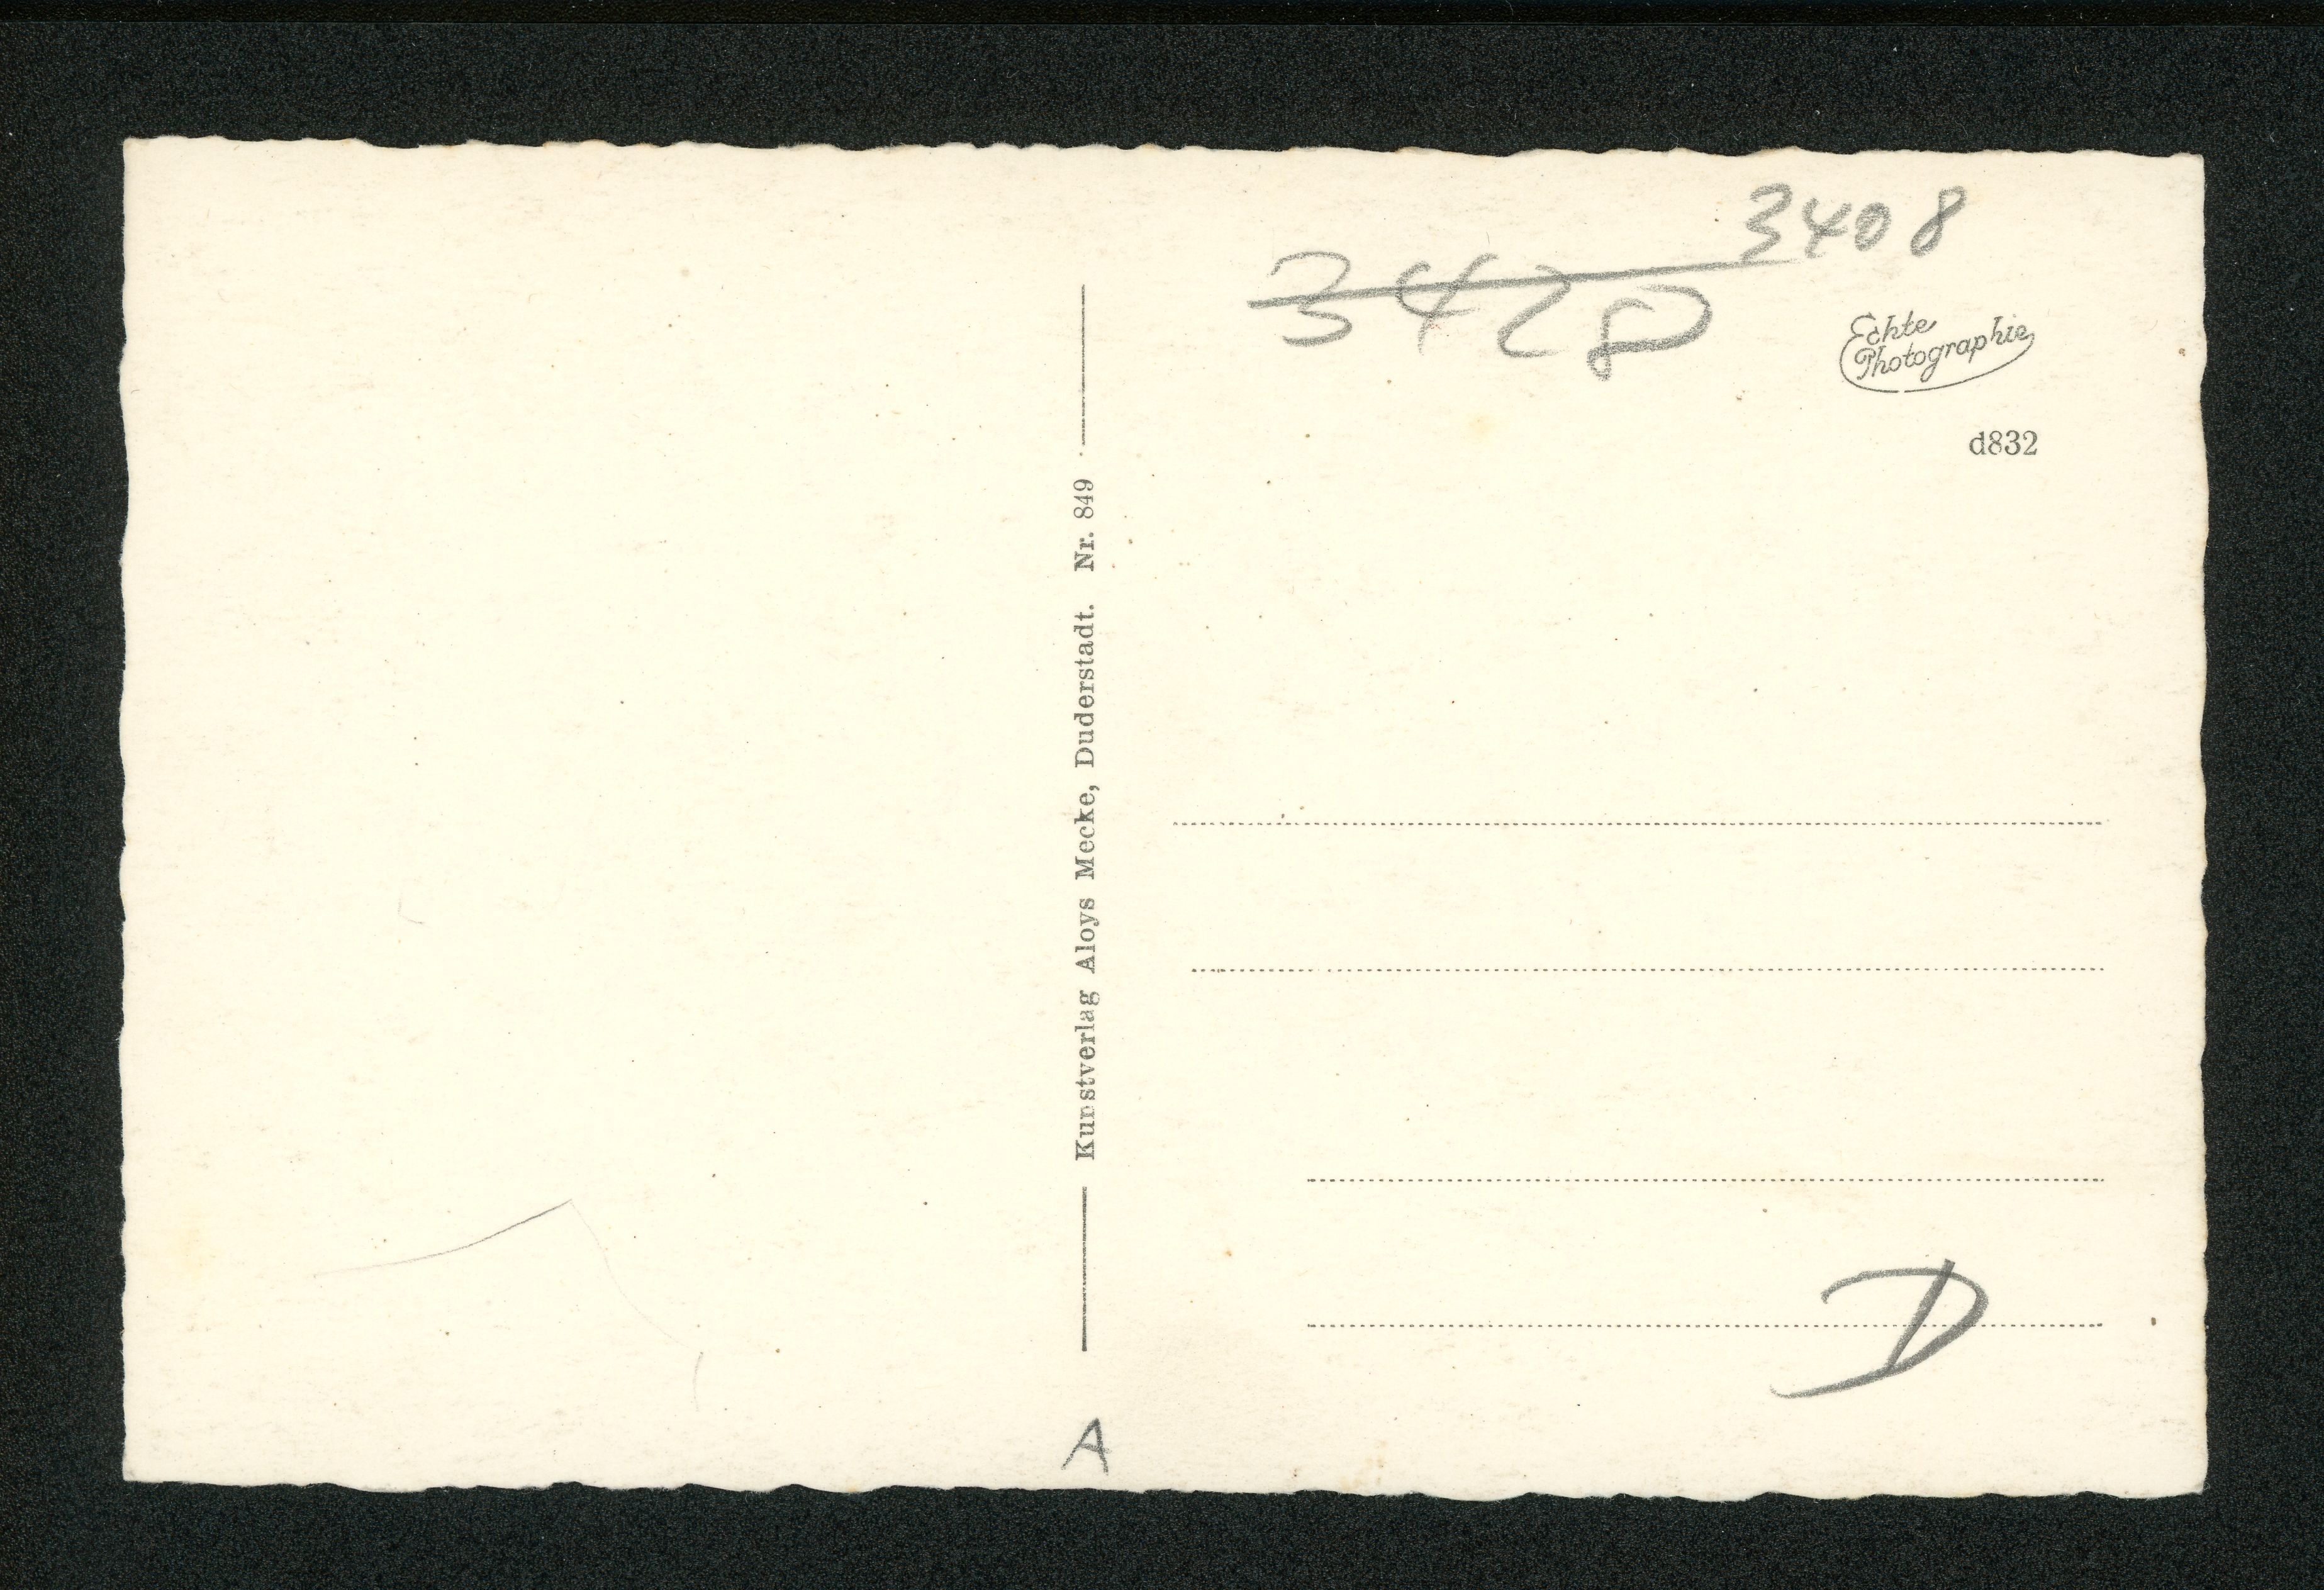 3408
3428
Echte
Photographie
d832
Kunstverlag Aloys Mecke, Duderstadt. Nr. 849
D
A